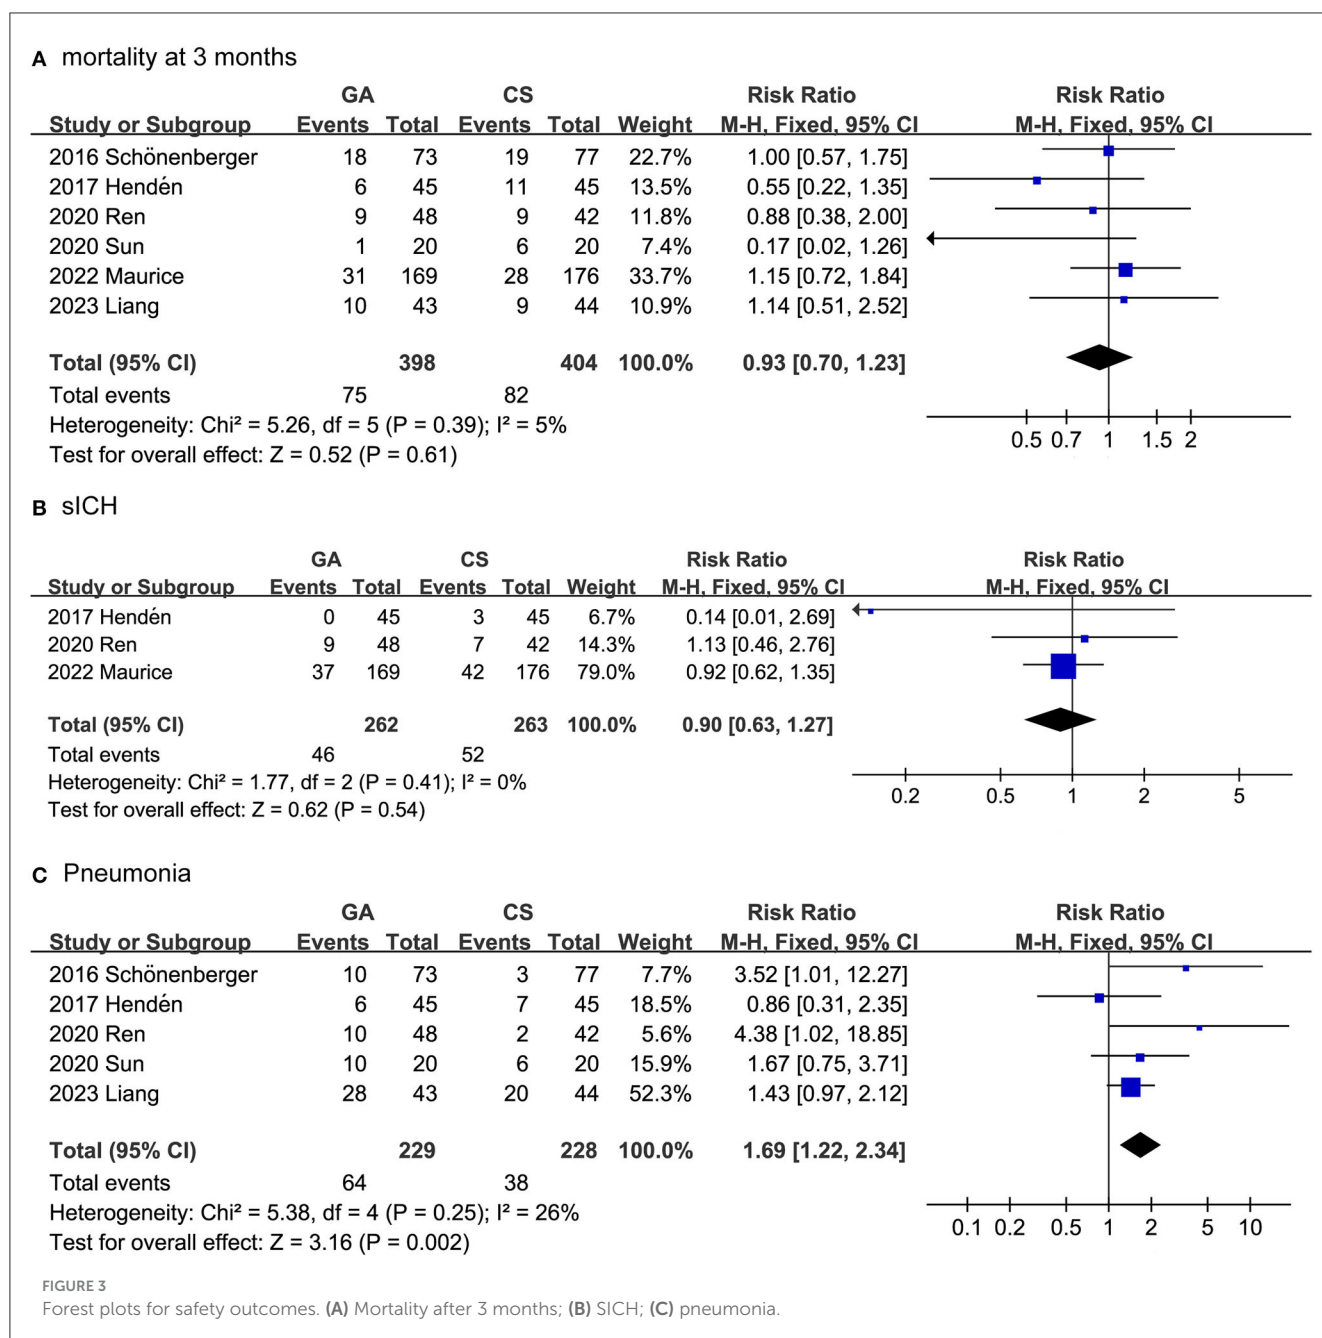 A mortality at 3 months
GA CS Risk Ratio Risk Ratio
Study or Subgroup Events Total Events Total Weight M-H, Fixed, 95% CI M-H, Fixed, 95% CI
2016 Schönenberger 18 73 19 77 22.7% 1.00 [0.57, 1.75]
2017 Hendén 6 45 11 45 13.5% 0.55 [0.22, 1.35]
2020 Ren 9 48 9 42 11.8% 0.88 [0.38, 2.00]
2020 Sun 1 20 6 20 7.4% 0.17 [0.02, 1.26]
2022 Maurice 31 169 28 176 33.7% 1.15 [0.72, 1.84]
2023 Liang 10 43 9 44 10.9% 1.14 [0.51, 2.52]
Total (95% CI) 398 404 100.0% 0.93 [0.70, 1.23]
Total events 75 82
Heterogeneity: Chi² = 5.26, df = 5 (P = 0.39); I² = 5%
Test for overall effect: Z = 0.52 (P = 0.61)
0.5 0.7 1 1.5 2
B sICH
GA CS Risk Ratio Risk Ratio
Study or Subgroup Events Total Events Total Weight M-H, Fixed, 95% CI M-H, Fixed, 95% CI
2017 Hendén 0 45 3 45 6.7% 0.14 [0.01, 2.69]
2020 Ren 9 48 7 42 14.3% 1.13 [0.46, 2.76]
2022 Maurice 37 169 42 176 79.0% 0.92 [0.62, 1.35]
Total (95% CI) 262 263 100.0% 0.90 [0.63, 1.27]
Total events 46 52
Heterogeneity: Chi² = 1.77, df = 2 (P = 0.41); I² = 0%
Test for overall effect: Z = 0.62 (P = 0.54)
0.2 0.5 1 2 5
C Pneumonia
GA CS Risk Ratio Risk Ratio
Study or Subgroup Events Total Events Total Weight M-H, Fixed, 95% CI M-H, Fixed, 95% CI
2016 Schönenberger 10 73 3 77 7.7% 3.52 [1.01, 12.27]
2017 Hendén 6 45 7 45 18.5% 0.86 [0.31, 2.35]
2020 Ren 10 48 2 42 5.6% 4.38 [1.02, 18.85]
2020 Sun 10 20 6 20 15.9% 1.67 [0.75, 3.71]
2023 Liang 28 43 20 44 52.3% 1.43 [0.97, 2.12]
Total (95% CI) 229 228 100.0% 1.69 [1.22, 2.34]
Total events 64 38
Heterogeneity: Chi² = 5.38, df = 4 (P = 0.25); I² = 26%
Test for overall effect: Z = 3.16 (P = 0.002)
0.1 0.2 0.5 1 2 5 10
FIGURE 3
Forest plots for safety outcomes. (A) Mortality after 3 months; (B) SICH; (C) pneumonia.